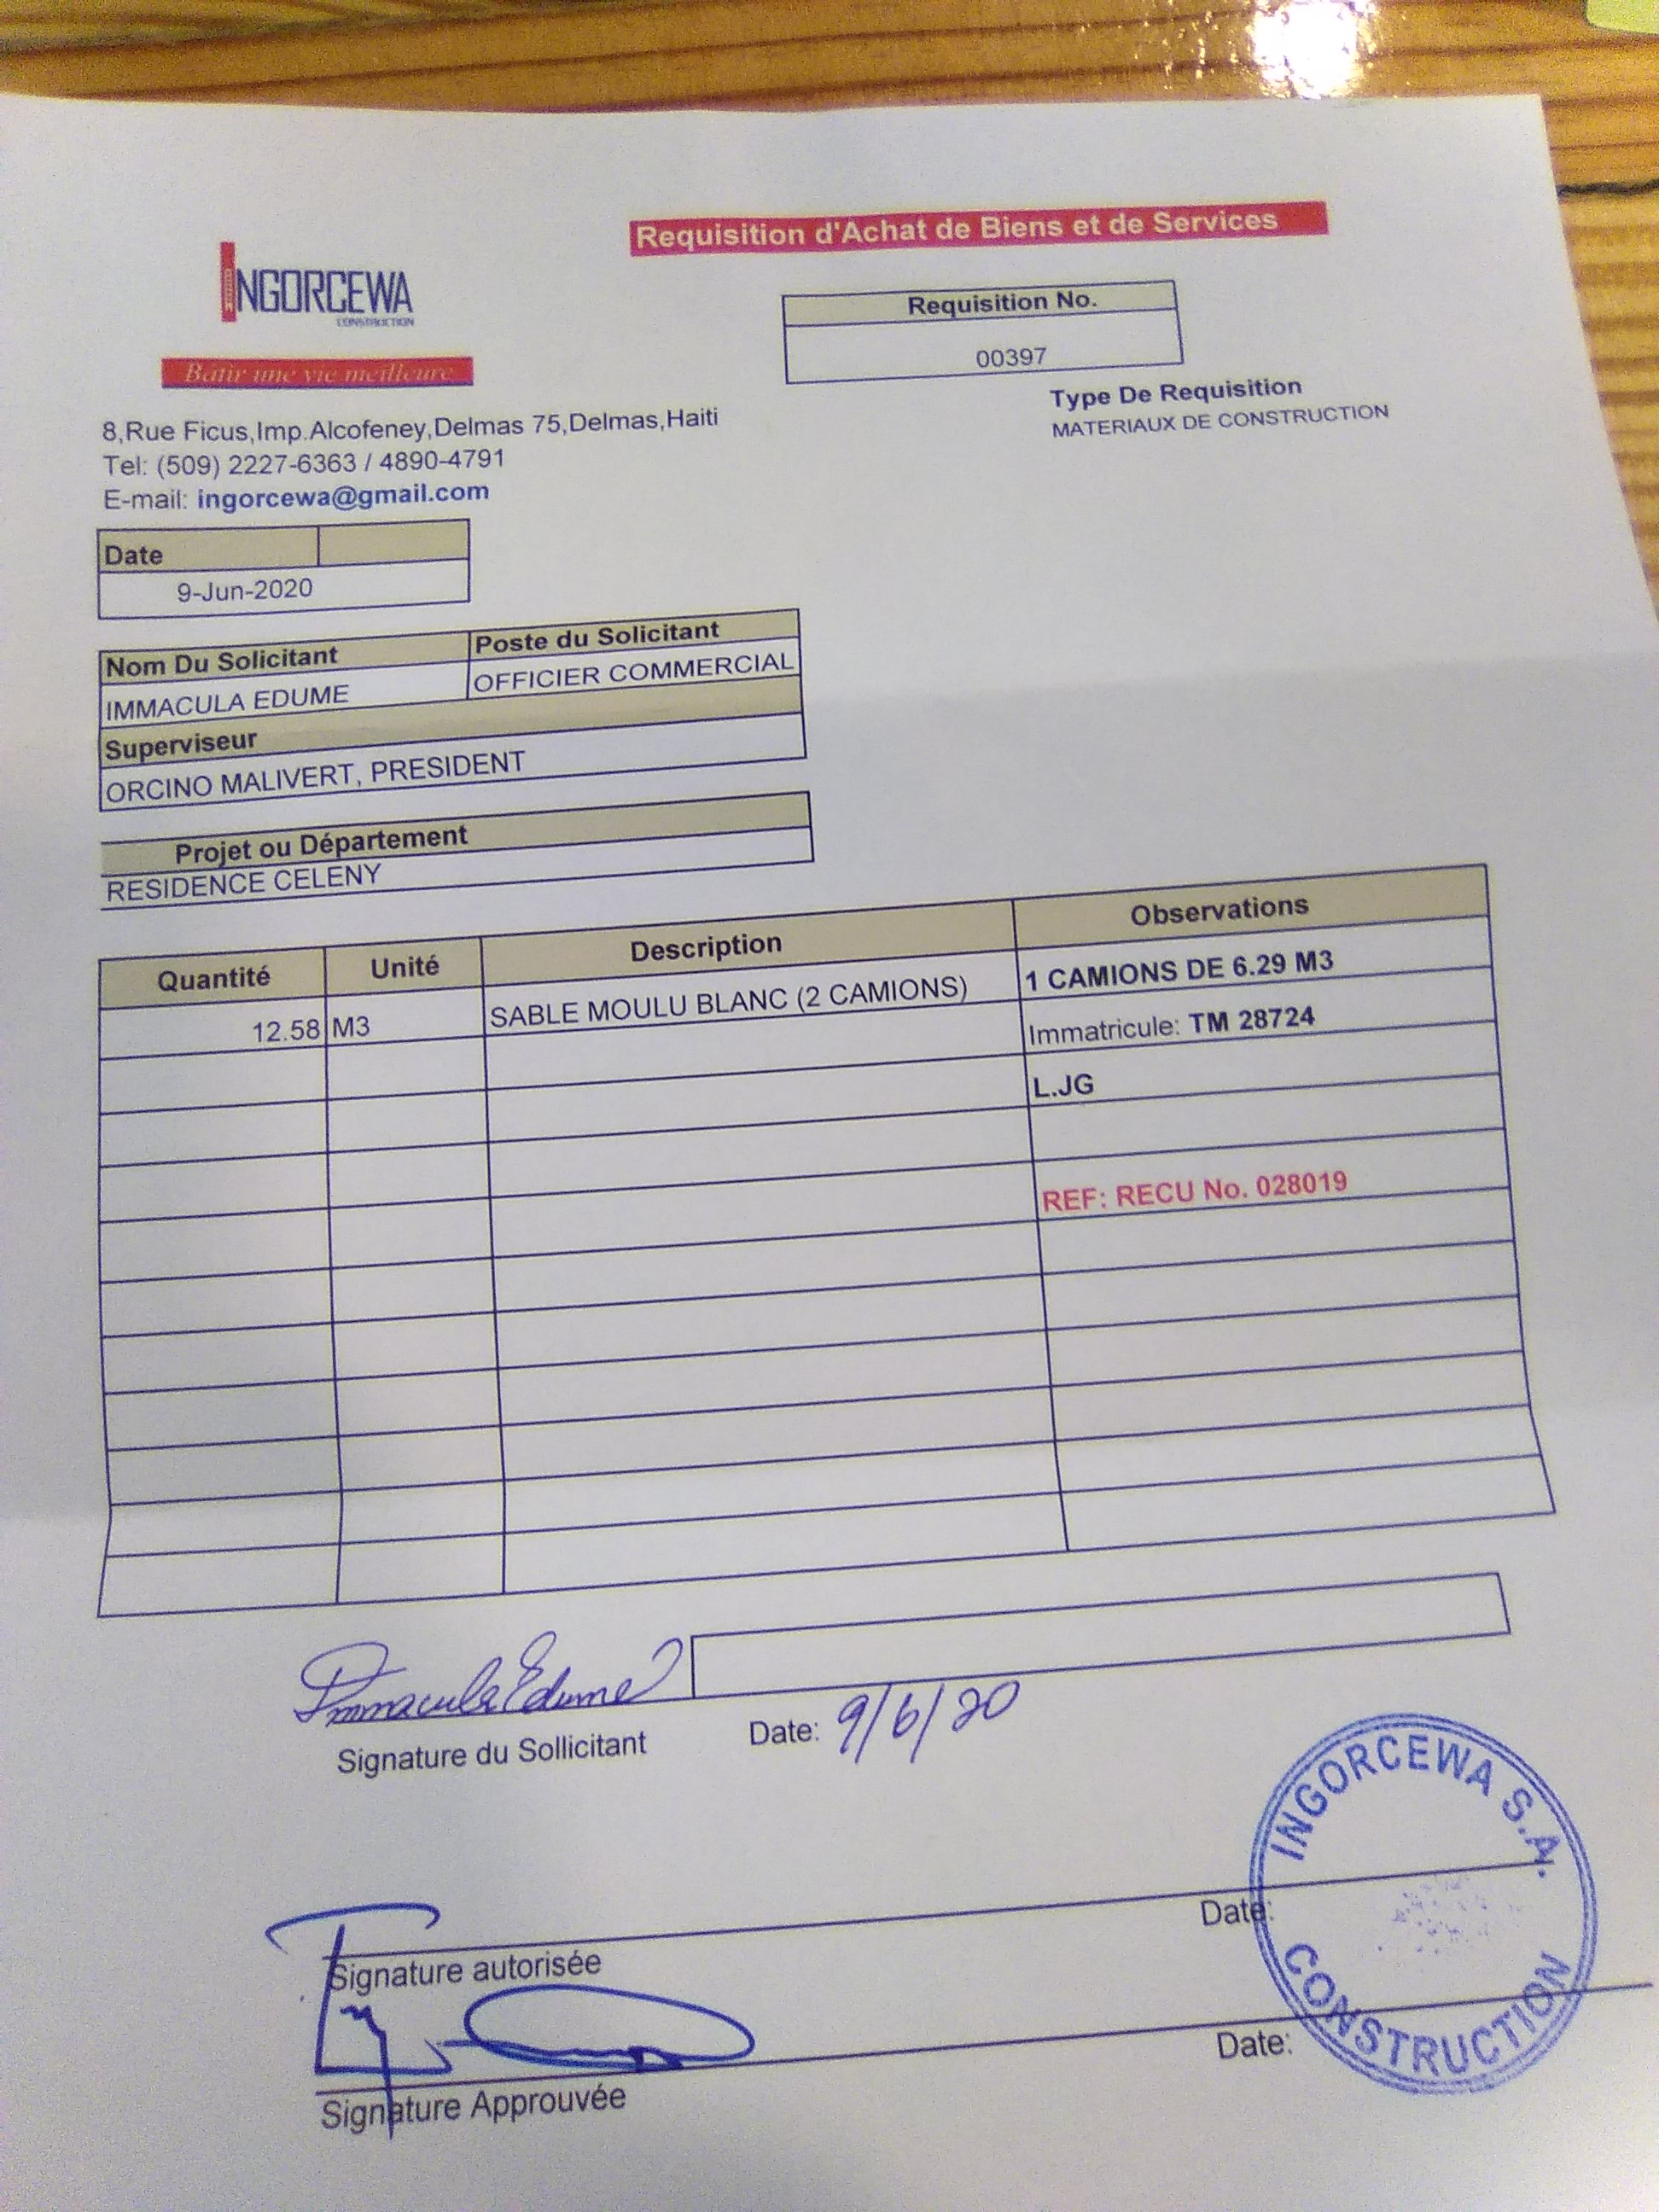 Requisition d'Achat de Biens et de Services
INGORCEWA
CONSTRUCTION
Bâtir une vie meilleure
Requisition No.
00397
Type De Requisition
MATERIAUX DE CONSTRUCTION
8,Rue Ficus,Imp.Alcofeney,Delmas 75,Delmas,Haiti
Tel: (509) 2227-6363 / 4890-4791
E-mail: ingorcewa@gmail.com
Date
9-Jun-2020
Nom Du Solicitant Poste du Solicitant
IMMACULA EDUME OFFICIER COMMERCIAL
Superviseur
ORCINO MALIVERT, PRESIDENT
Projet ou Département
RESIDENCE CELENY
Quantité Unité Description Observations
12.58 M3 SABLE MOULU BLANC (2 CAMIONS) 1 CAMIONS DE 6.29 M3
Immatricule: TM 28724
L.JG
REF: RECU No. 028019
Immacula Edume
Signature du Sollicitant Date: 9/6/20
Signature autorisée Date:
Signature Approuvée Date:
INGORCEWA S.A.
CONSTRUCTION